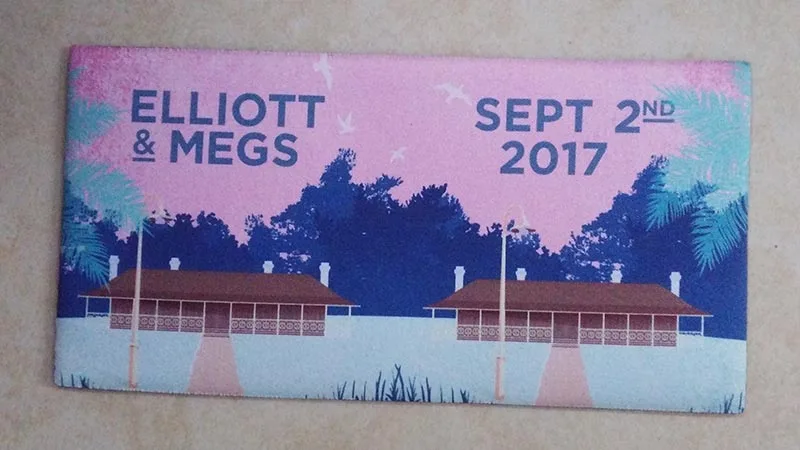 ELLIOTT
& MEGS
SEPT 2ND
2017